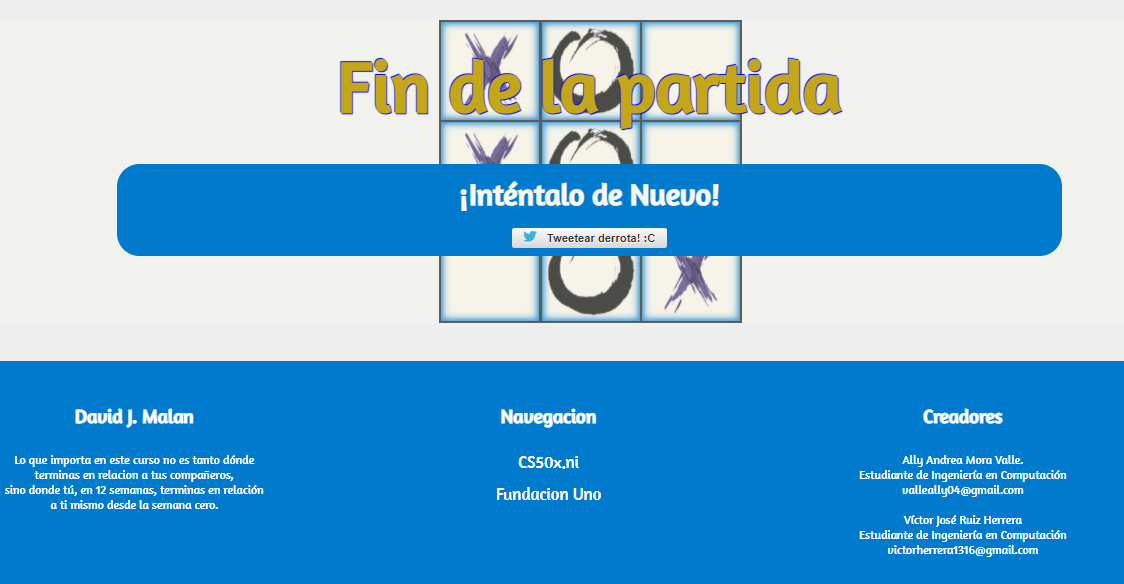 Fin de la partida
¡Inténtalo de Nuevo!
Tweetear derrota! :C
David J. Malan
Lo que importa en este curso no es tanto dónde
terminas en relacion a tus compañeros,
sino donde tú, en 12 semanas, terminas en relación
a ti mismo desde la semana cero.
Navegacion
CS50x.ni
Fundacion Uno
Creadores
Ally Andrea Mora Valle.
Estudiante de Ingeniería en Computación
valleally04@gmail.com
Víctor José Ruiz Herrera
Estudiante de Ingeniería en Computación
victorherrera1316@gmail.com